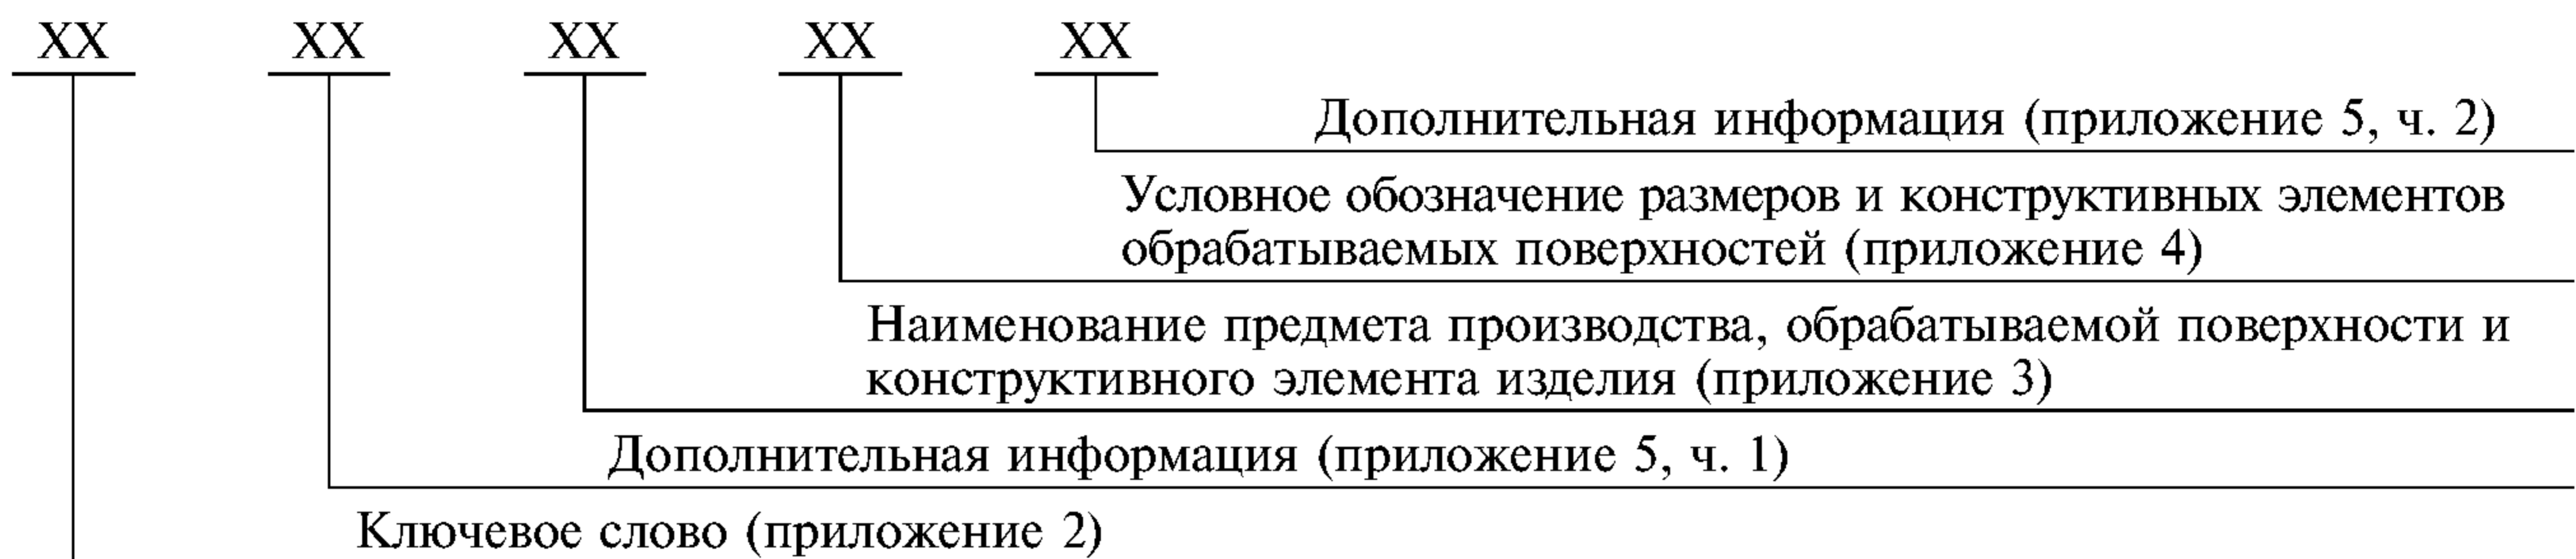 XX XX XX XX XX
Дополнительная информация (приложение 5, ч. 2)
Условное обозначение размеров и конструктивных элементов
обрабатываемых поверхностей (приложение 4)
Наименование предмета производства, обрабатываемой поверхности и
конструктивного элемента изделия (приложение 3)
Дополнительная информация (приложение 5, ч. 1)
Ключевое слово (приложение 2)